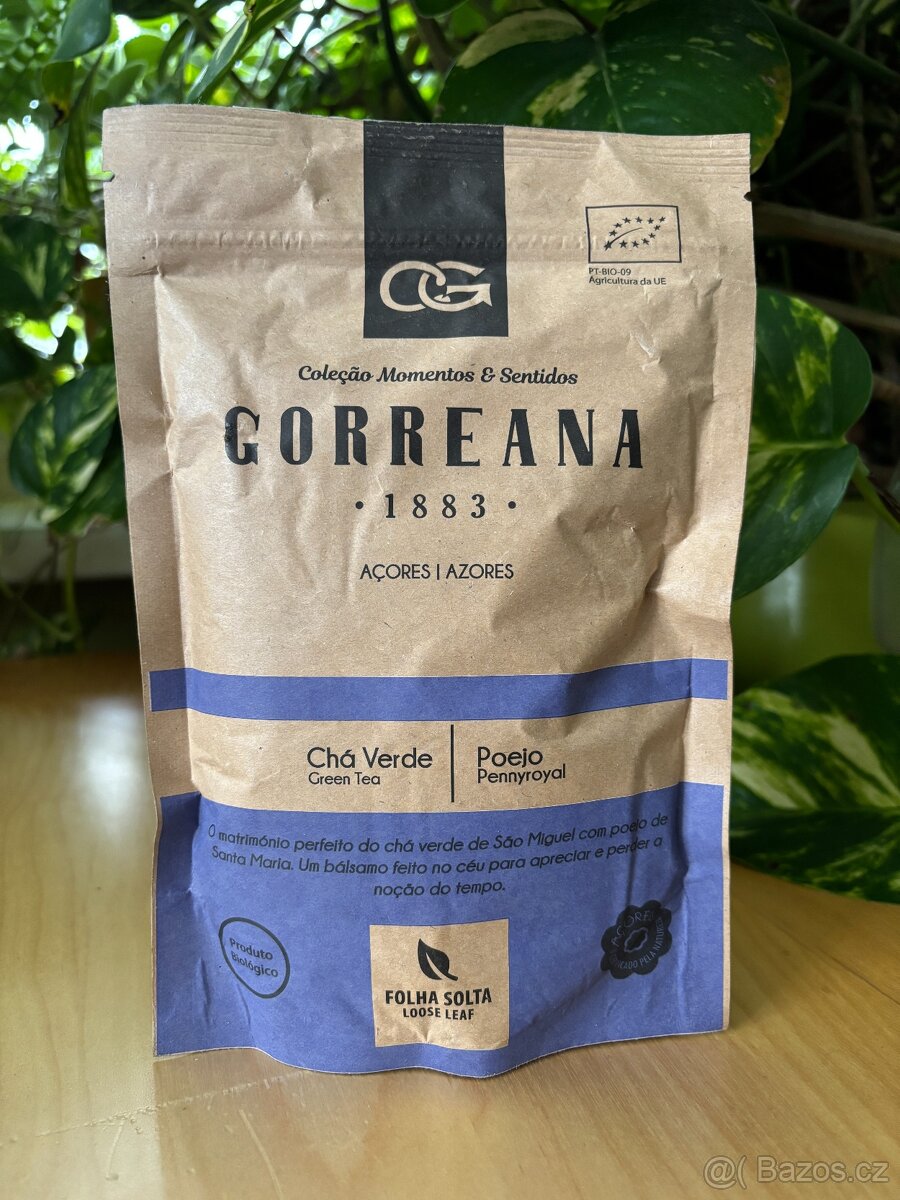 CG
PT-BIO-09
Agricultura da UE
Coleção Momentos & Sentidos
GORREANA
• 1883 •
AÇORES | AZORES
Chá Verde
Green Tea
Poejo
Pennyroyal
O matrimónio perfeito do chá verde de São Miguel com poejo de
Santa Maria. Um bálsamo feito no céu para apreciar e perder a
noção do tempo.
Produto
Biológico
AÇORES
PELA NATUREZA
FOLHA SOLTA
LOOSE LEAF
@( Bazos.cz